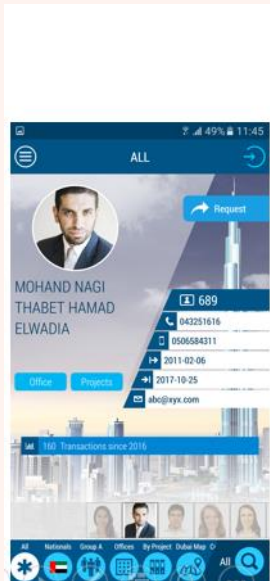 49% 11:45
ALL
Request
MOHAND NAGI
THABET HAMAD
ELWADIA
689
043251616
0506584311
2011-02-06
2017-10-25
abc@xyx.com
Office Projects
160 Transactions since 2016
All Nationals Group A Offices By Project Dubai Map
All